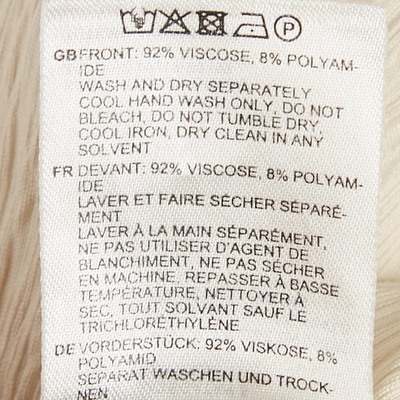 P
GB FRONT: 92% VISCOSE, 8% POLYAM-
IDE
WASH AND DRY SEPARATELY
COOL HAND WASH ONLY, DO NOT
BLEACH, DO NOT TUMBLE DRY,
COOL IRON, DRY CLEAN IN ANY
SOLVENT
FR DEVANT: 92% VISCOSE, 8% POLYAM-
IDE
LAVER ET FAIRE SÉCHER SÉPARÉ-
MENT
LAVER À LA MAIN SÉPARÉMENT,
NE PAS UTILISER D'AGENT DE
BLANCHIMENT, NE PAS SÉCHER
EN MACHINE, REPASSER À BASSE
TEMPÉRATURE, NETTOYER À
SEC, TOUT SOLVANT SAUF LE
TRICHLORÉTHYLÈNE
DE VORDERSTÜCK: 92% VISKOSE, 8%
POLYAMID
SEPARAT WASCHEN UND TROCK-
NEN